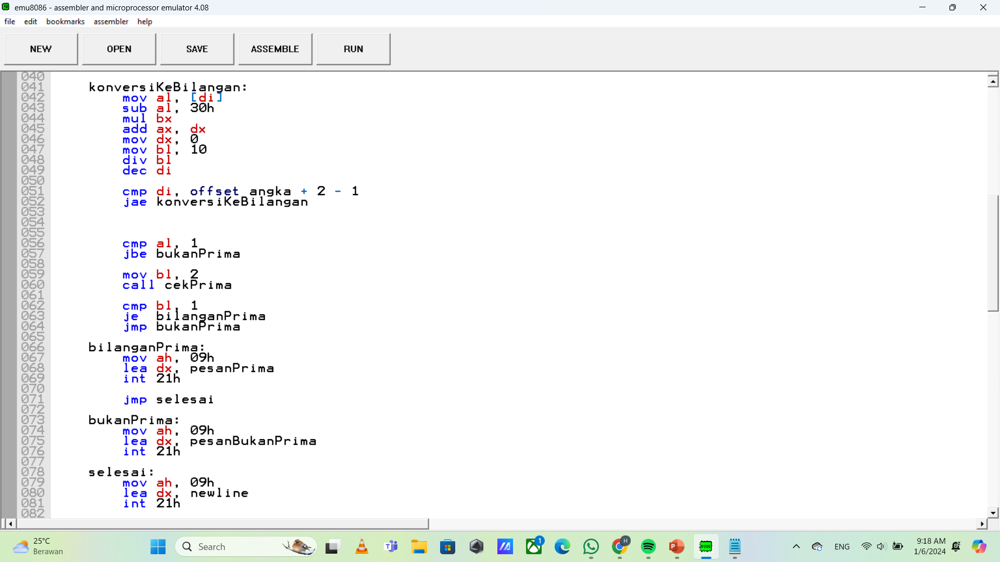 emu8086 - assembler and microprocessor emulator 4.08
file edit bookmarks assembler help
NEW OPEN SAVE ASSEMBLE RUN
040
041 konversiKeBilangan:
042 mov al, [di]
043 sub al, 30h
044 mul bx
045 add ax, dx
046 mov dx, 0
047 mov bl, 10
048 div bl
049 dec di
050
051 cmp di, offset angka + 2 - 1
052 jae konversiKeBilangan
053
054
055
056 cmp al, 1
057 jbe bukanPrima
058
059 mov bl, 2
060 call cekPrima
061
062 cmp bl, 1
063 je bilanganPrima
064 jmp bukanPrima
065
066 bilanganPrima:
067 mov ah, 09h
068 lea dx, pesanPrima
069 int 21h
070
071 jmp selesai
072
073 bukanPrima:
074 mov ah, 09h
075 lea dx, pesanBukanPrima
076 int 21h
077
078 selesai:
079 mov ah, 09h
080 lea dx, newline
081 int 21h
082
25°C
Berawan
Search
1
H
ENG
9:18 AM
1/6/2024